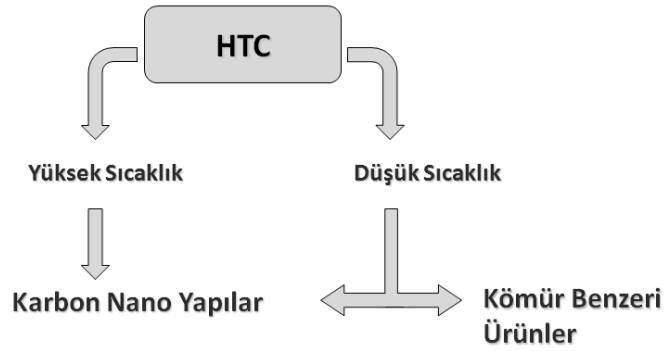 HTC
Yüksek Sıcaklık
Düşük Sıcaklık
Karbon Nano Yapılar
Kömür Benzeri
Ürünler